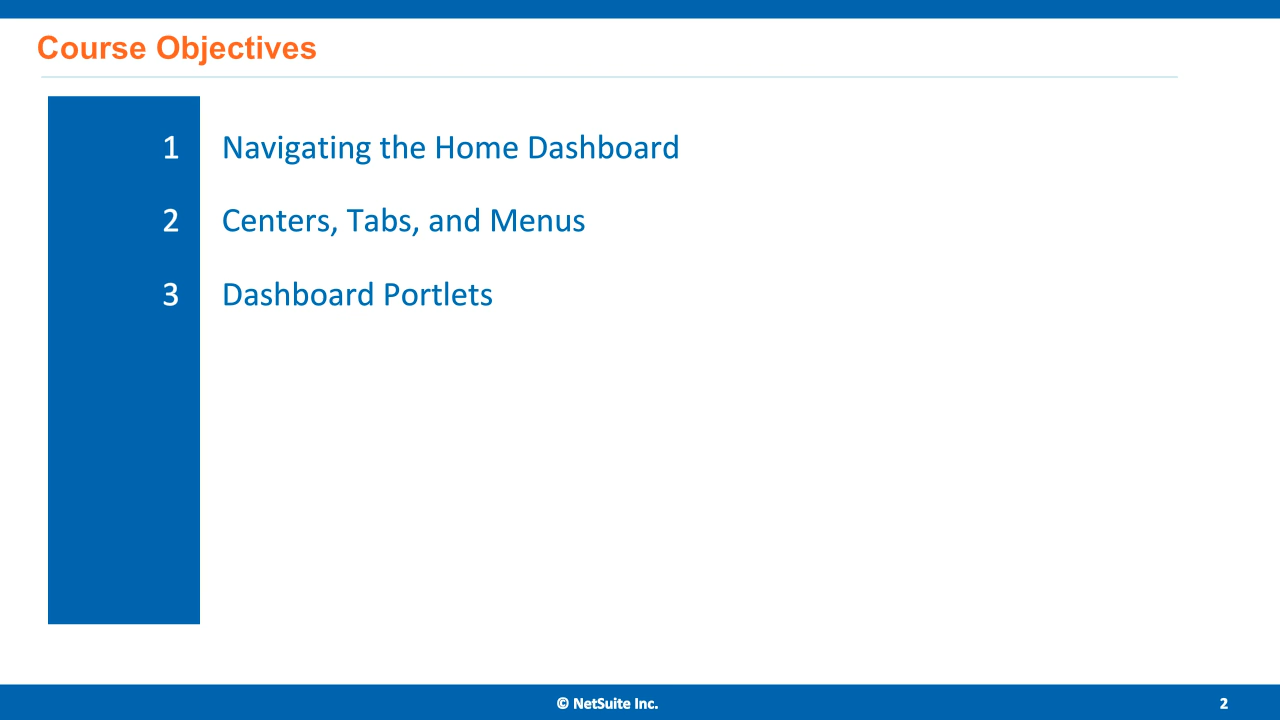 Course Objectives
1 Navigating the Home Dashboard
2 Centers, Tabs, and Menus
3 Dashboard Portlets
© NetSuite Inc.
2